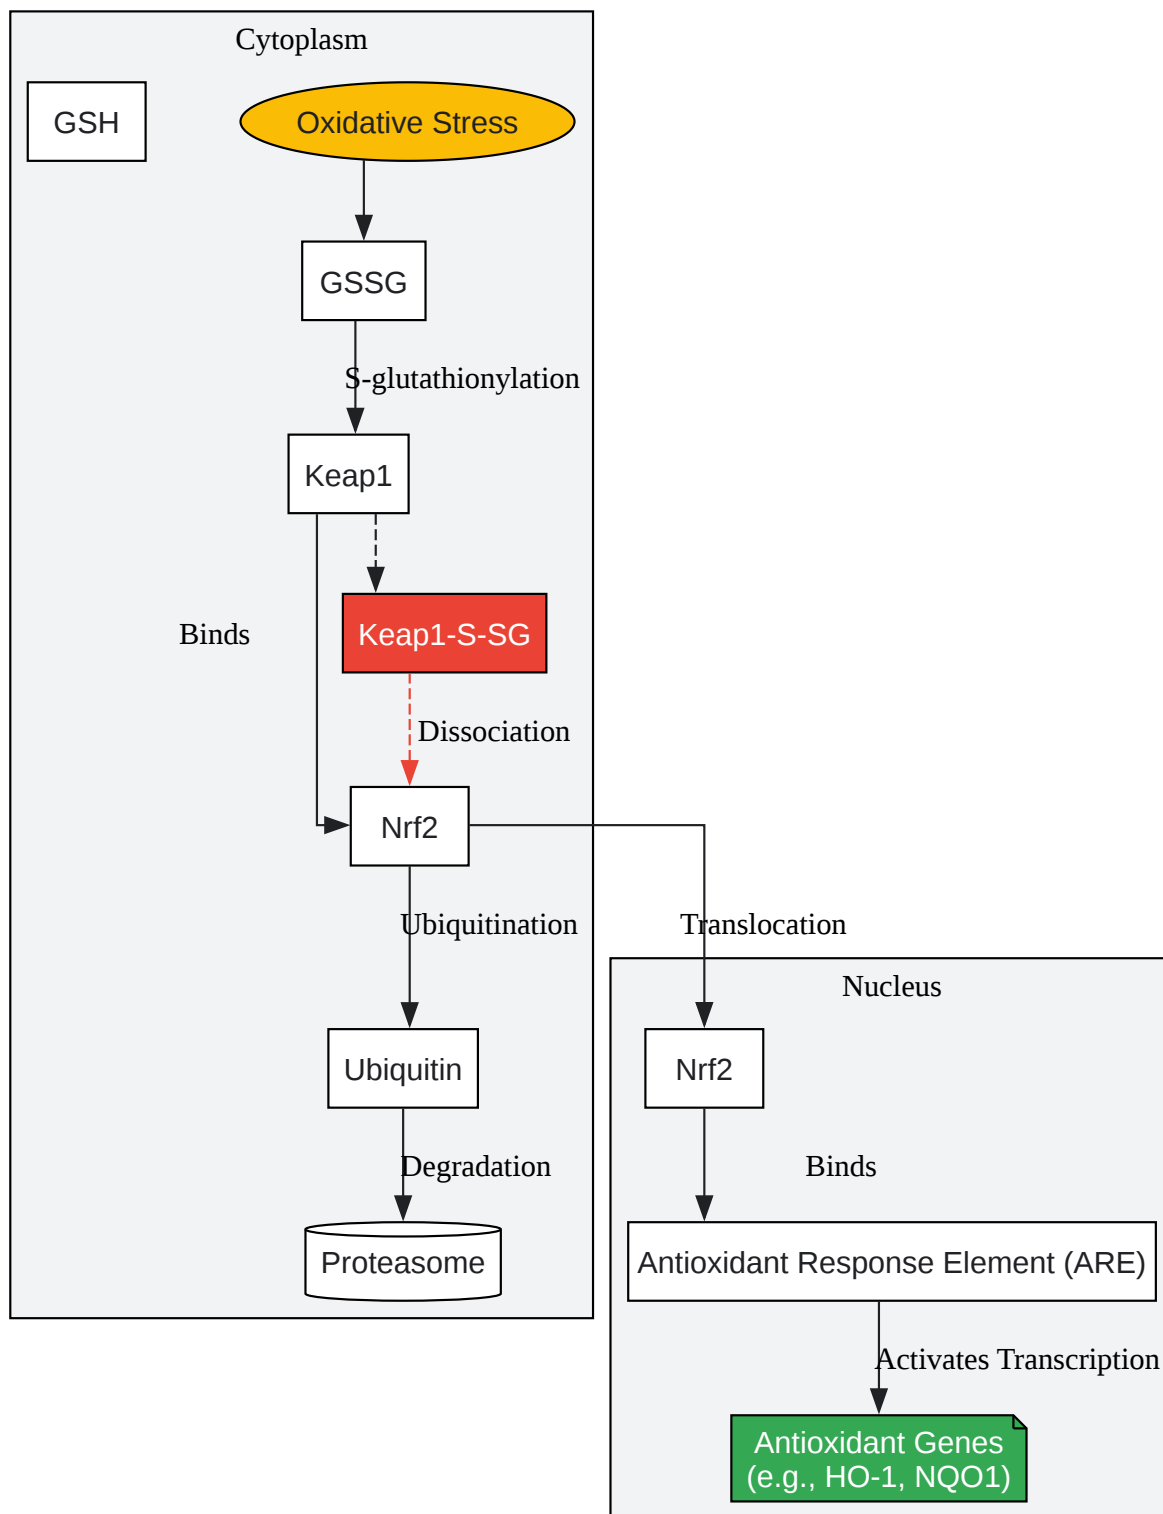 Cytoplasm
GSH
Oxidative Stress
GSSG
S-glutathionylation
Keap1
Binds
Keap1-S-SG
Dissociation
Nrf2
Ubiquitination
Translocation
Nucleus
Ubiquitin
Nrf2
Degradation
Binds
Proteasome
Antioxidant Response Element (ARE)
Activates Transcription
Antioxidant Genes
(e.g., HO-1, NQO1)